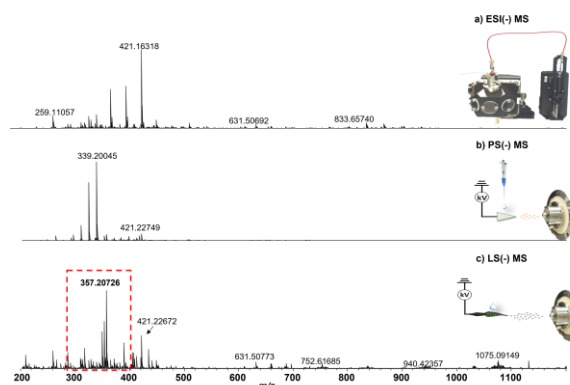 a) ESI(-) MS
421.16318
259.11057
631.50692
833.65740
b) PS(-) MS
339.20045
421.22749
kV
c) LS(-) MS
357.20726
421.22672
kV
631.50773
752.61685
940.42357
1075.09149
200 300 400 500 600 700 800 900 1000 1100 1200